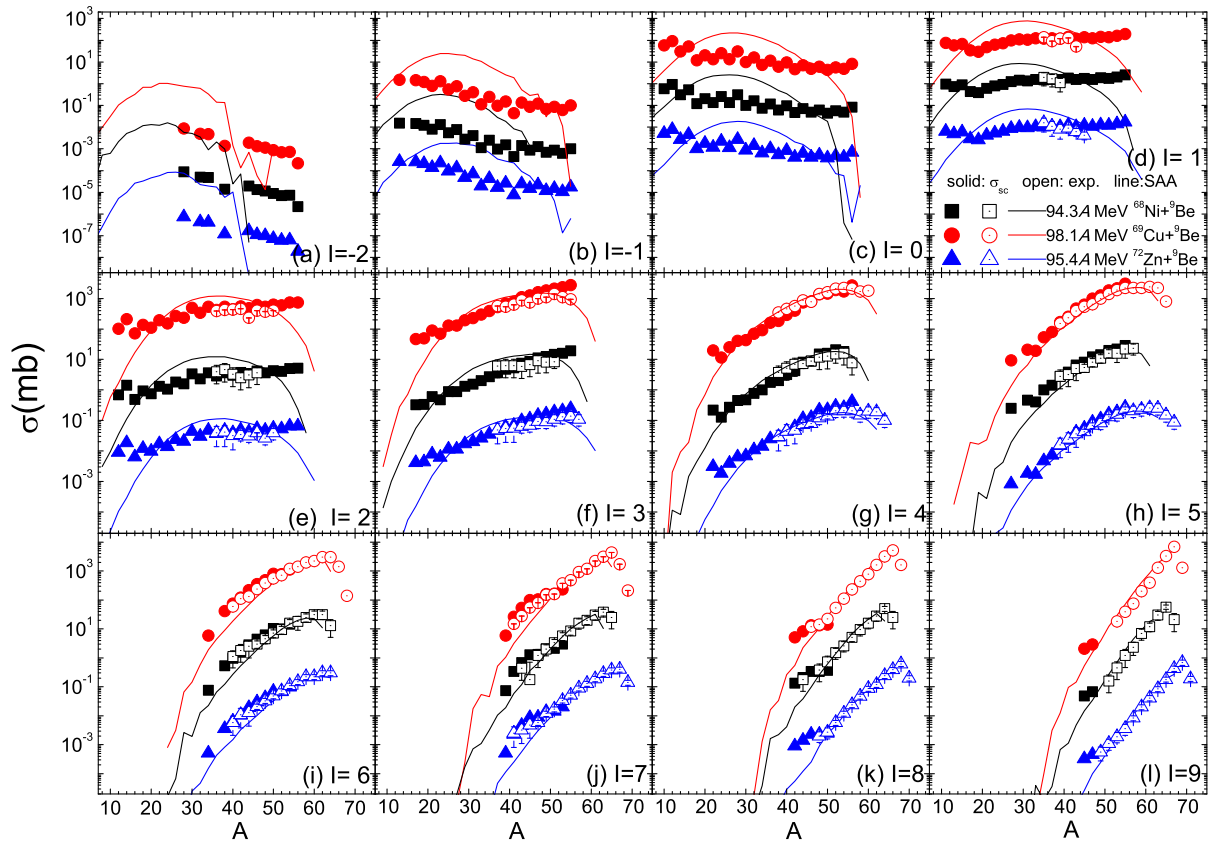 10³
10¹
10⁻¹
10⁻³
10⁻⁵
10⁻⁷
(a) I=-2
(b) I=-1
(c) I= 0
(d) I= 1
solid: σsc open: exp. line:SAA
94.3A MeV ⁶⁸Ni+⁹Be
98.1A MeV ⁶⁹Cu+⁹Be
95.4A MeV ⁷²Zn+⁹Be
σ(mb)
10³
10¹
10⁻¹
10⁻³
(e) I= 2
(f) I= 3
(g) I= 4
(h) I= 5
10³
10¹
10⁻¹
10⁻³
(i) I= 6
(j) I=7
(k) I=8
(l) I=9
10 20 30 40 50 60 10 20 30 40 50 60 10 20 30 40 50 60 10 20 30 40 50 60 70
A A A A